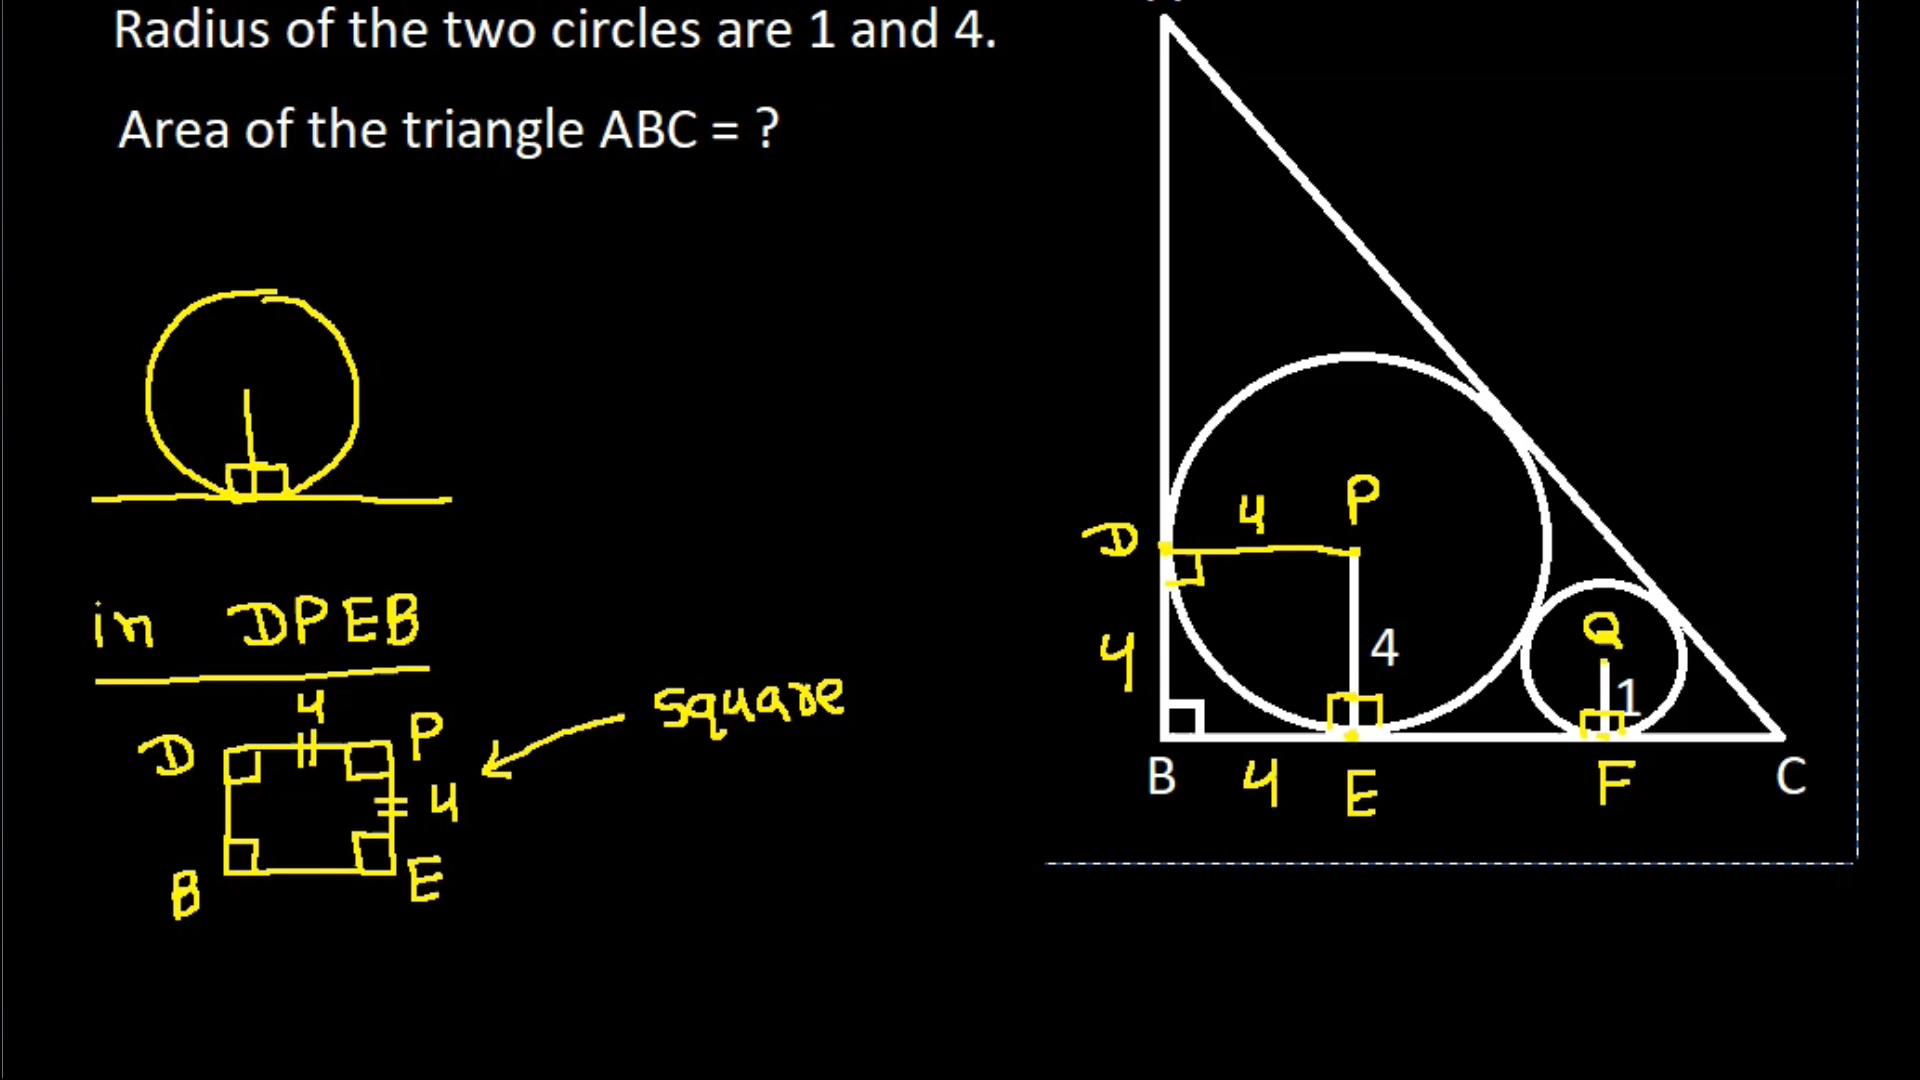 Radius of the two circles are 1 and 4.
Area of the triangle ABC = ?
in DPEB
4
D
P
4
B
E
square
P
4
D
4
4
Q
1
B
4
E
F
C